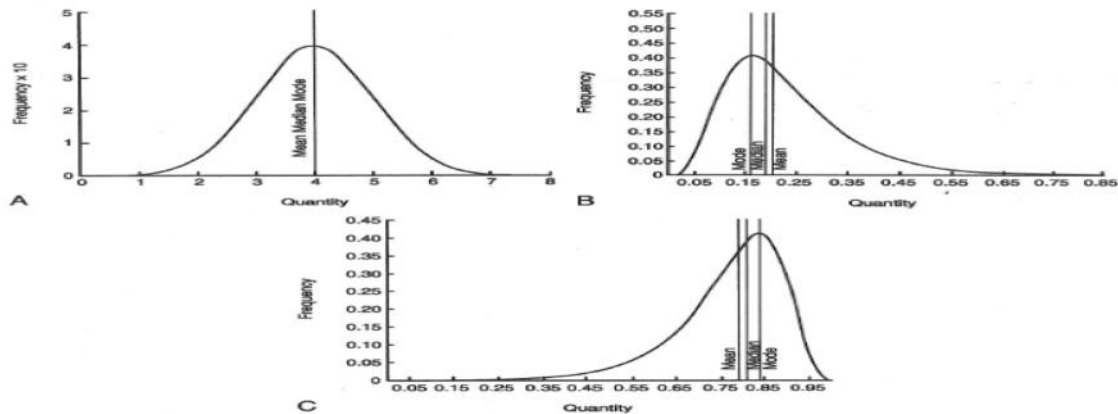 5
4
3
2
1
0
Frequency x 10
Mean Median Mode
0 1 2 3 4 5 6 7 8
Quantity
A
0.55
0.50
0.45
0.40
0.35
0.30
0.25
0.20
0.15
0.10
0.05
0
Frequency
Mode
Median
Mean
0.05 0.15 0.25 0.35 0.45 0.55 0.65 0.75 0.85
Quantity
B
0.45
0.40
0.35
0.30
0.25
0.20
0.15
0.10
0.05
0
Frequency
Mean
Median
Mode
0.05 0.15 0.25 0.35 0.45 0.55 0.65 0.75 0.85 0.95
Quantity
C